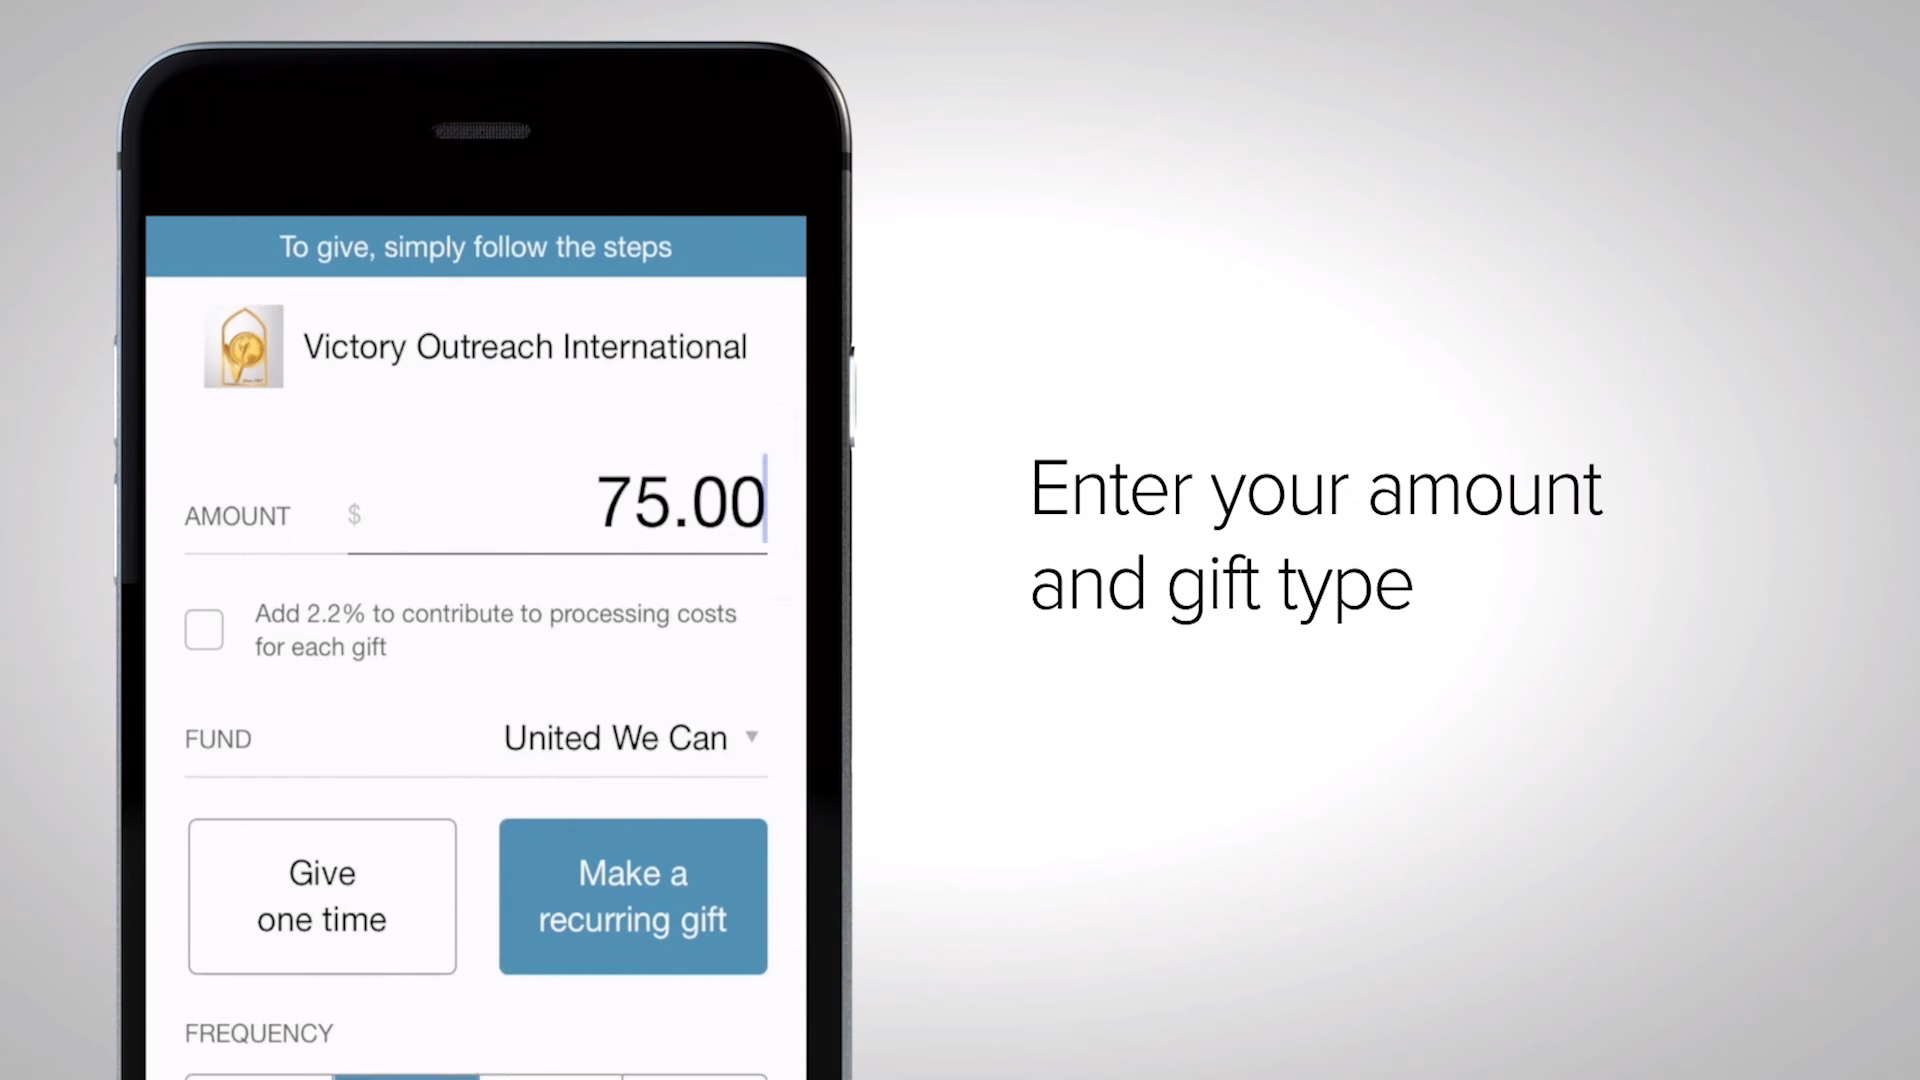 To give, simply follow the steps
Victory Outreach International
AMOUNT $ 75.00
Add 2.2% to contribute to processing costs
for each gift
FUND United We Can
Give
one time
Make a
recurring gift
FREQUENCY
Enter your amount
and gift type